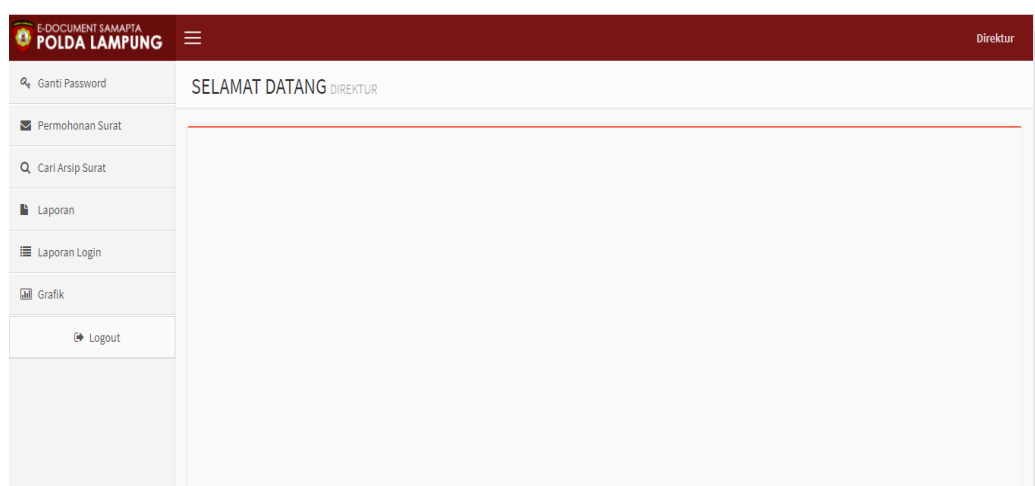 E-DOCUMENT SAMAPTA
POLDA LAMPUNG
Direktur
Ganti Password
SELAMAT DATANG DIREKTUR
Permohonan Surat
Cari Arsip Surat
Laporan
Laporan Login
Grafik
Logout